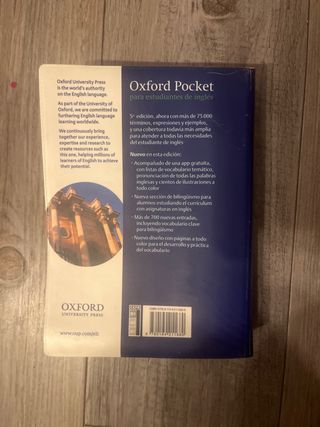 Oxford University Press
is the world's authority
on the English language.
As part of the University of
Oxford, we are committed to
furthering English language
learning worldwide.
We continuously bring
together our experience,
expertise and research to
create resources such as
this one, helping millions of
learners of English to achieve
their potential.
OXFORD
UNIVERSITY PRESS
www.oup.com/elt
Oxford Pocket
para estudiantes de inglés
5ª edición, ahora con más de 75.000
términos, expresiones y ejemplos,
y una cobertura todavía más amplia
para atender a todas las necesidades
del estudiante de inglés
Nuevo en esta edición:
• Acompañado de una app gratuita,
con listas de vocabulario temático,
pronunciación de todas las palabras
inglesas y cientos de ilustraciones a
todo color
• Nueva sección de bilingüismo para
alumnos estudiando el currículum
con asignaturas en inglés
• Más de 700 nuevas entradas,
incluyendo vocabulario clave
para bilingüismo
• Nuevo diseño con páginas a todo
color para el desarrollo y práctica
del vocabulario